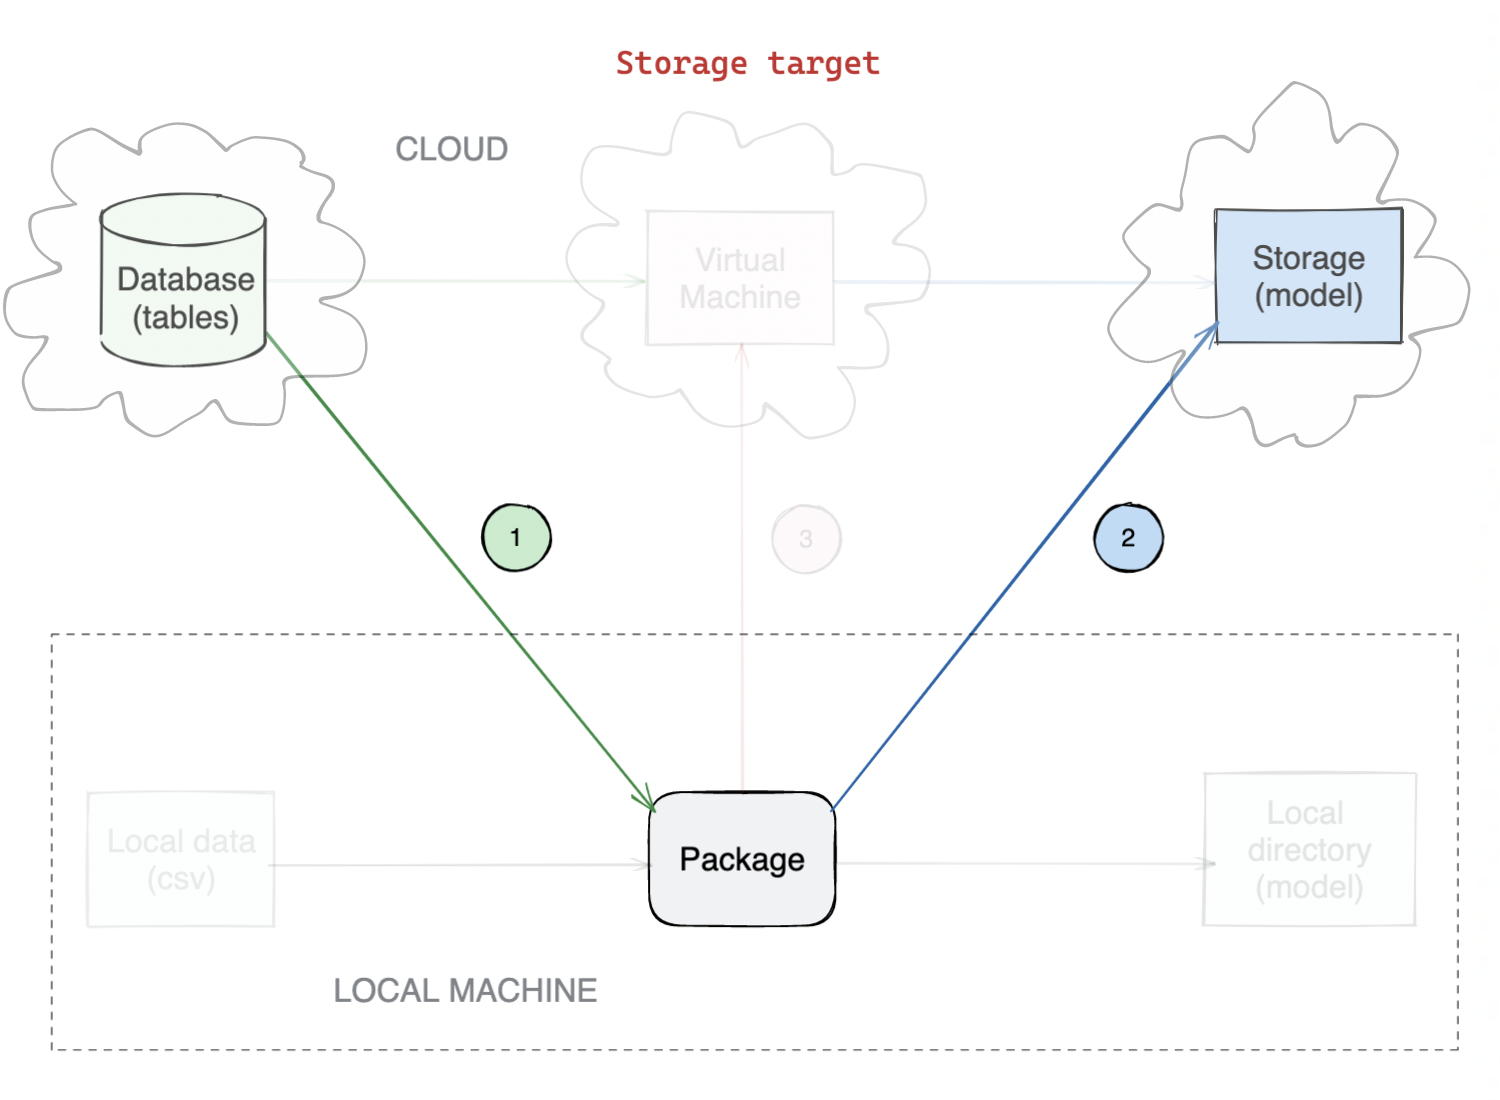 Storage target
CLOUD
Database
(tables)
Virtual
Machine
Storage
(model)
1
3
2
Local data
(csv)
Package
Local
directory
(model)
LOCAL MACHINE